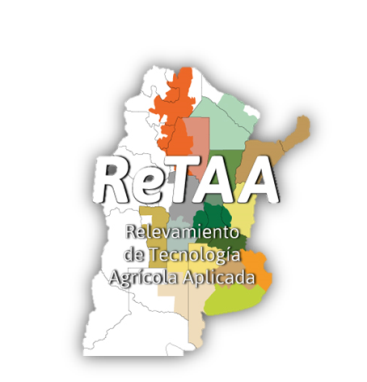 ReTAA
Relevamiento
de Tecnología
Agrícola Aplicada